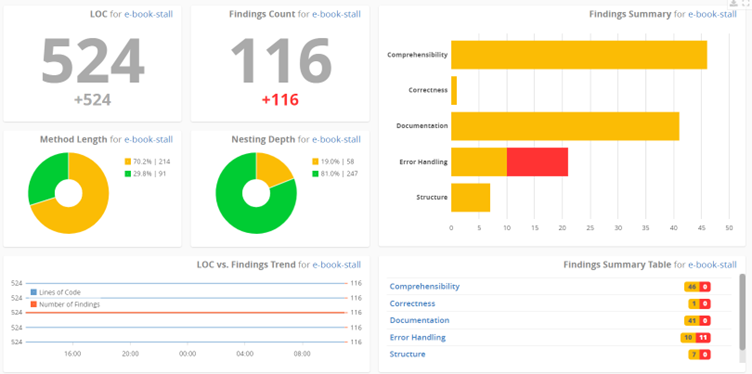 LOC for e-book-stall
524
+524
Findings Count for e-book-stall
116
+116
Findings Summary for e-book-stall
Comprehensibility
Correctness
Documentation
Error Handling
Structure
0 5 10 15 20 25 30 35 40 45 50
Method Length for e-book-stall
70.2% | 214
29.8% | 91
Nesting Depth for e-book-stall
19.0% | 58
81.0% | 247
LOC vs. Findings Trend for e-book-stall
524 116
Lines of Code
524 116
Number of Findings
524 116
524 116
524 116
16:00 20:00 00:00 04:00 08:00
Findings Summary Table for e-book-stall
Comprehensibility 46 0
Correctness 1 0
Documentation 41 0
Error Handling 10 11
Structure 7 0